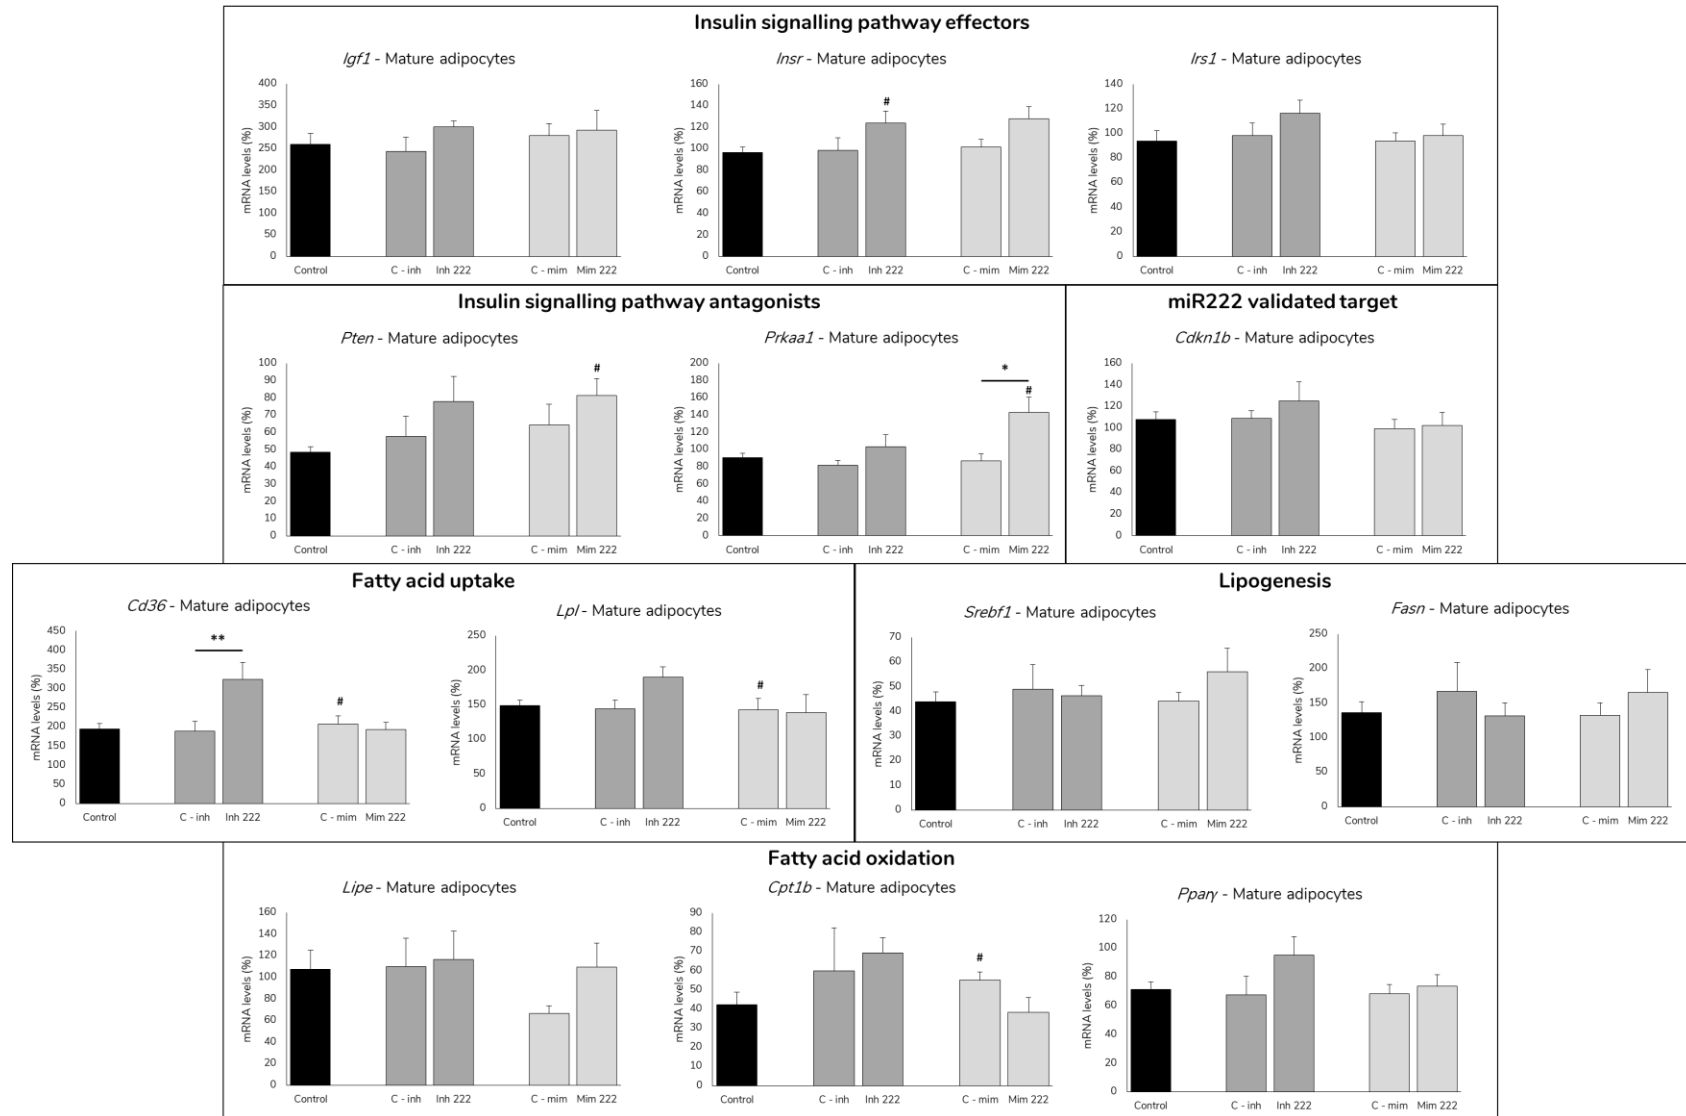 Insulin signalling pathway effectors
Igf1 - Mature adipocytes
mRNA levels (%)
400
350
300
250
200
150
100
50
0
Control
C - inh
Inh 222
C - mim
Mim 222
Insr - Mature adipocytes
mRNA levels (%)
160
140
120
100
80
60
40
20
0
#
Control
C - inh
Inh 222
C - mim
Mim 222
Irs1 - Mature adipocytes
mRNA levels (%)
140
120
100
80
60
40
20
0
Control
C - inh
Inh 222
C - mim
Mim 222
Insulin signalling pathway antagonists
Pten - Mature adipocytes
mRNA levels (%)
100
90
80
70
60
50
40
30
20
10
0
#
Control
C - inh
Inh 222
C - mim
Mim 222
Prkaa1 - Mature adipocytes
mRNA levels (%)
200
180
160
140
120
100
80
60
40
20
0
*
#
Control
C - inh
Inh 222
C - mim
Mim 222
miR222 validated target
Cdkn1b - Mature adipocytes
mRNA levels (%)
160
140
120
100
80
60
40
20
0
Control
C - inh
Inh 222
C - mim
Mim 222
Fatty acid uptake
Cd36 - Mature adipocytes
mRNA levels (%)
450
400
350
300
250
200
150
100
50
0
**
#
Control
C - inh
Inh 222
C - mim
Mim 222
Lpl - Mature adipocytes
mRNA levels (%)
250
200
150
100
50
0
#
Control
C - inh
Inh 222
C - mim
Mim 222
Lipogenesis
Srebf1 - Mature adipocytes
mRNA levels (%)
70
60
50
40
30
20
10
0
Control
C - inh
Inh 222
C - mim
Mim 222
Fasn - Mature adipocytes
mRNA levels (%)
250
200
150
100
50
0
Control
C - inh
Inh 222
C - mim
Mim 222
Fatty acid oxidation
Lipe - Mature adipocytes
mRNA levels (%)
160
140
120
100
80
60
40
20
0
Control
C - inh
Inh 222
C - mim
Mim 222
Cpt1b - Mature adipocytes
mRNA levels (%)
90
80
70
60
50
40
30
20
10
0
#
Control
C - inh
Inh 222
C - mim
Mim 222
Pparγ - Mature adipocytes
mRNA levels (%)
120
100
80
60
40
20
0
Control
C - inh
Inh 222
C - mim
Mim 222